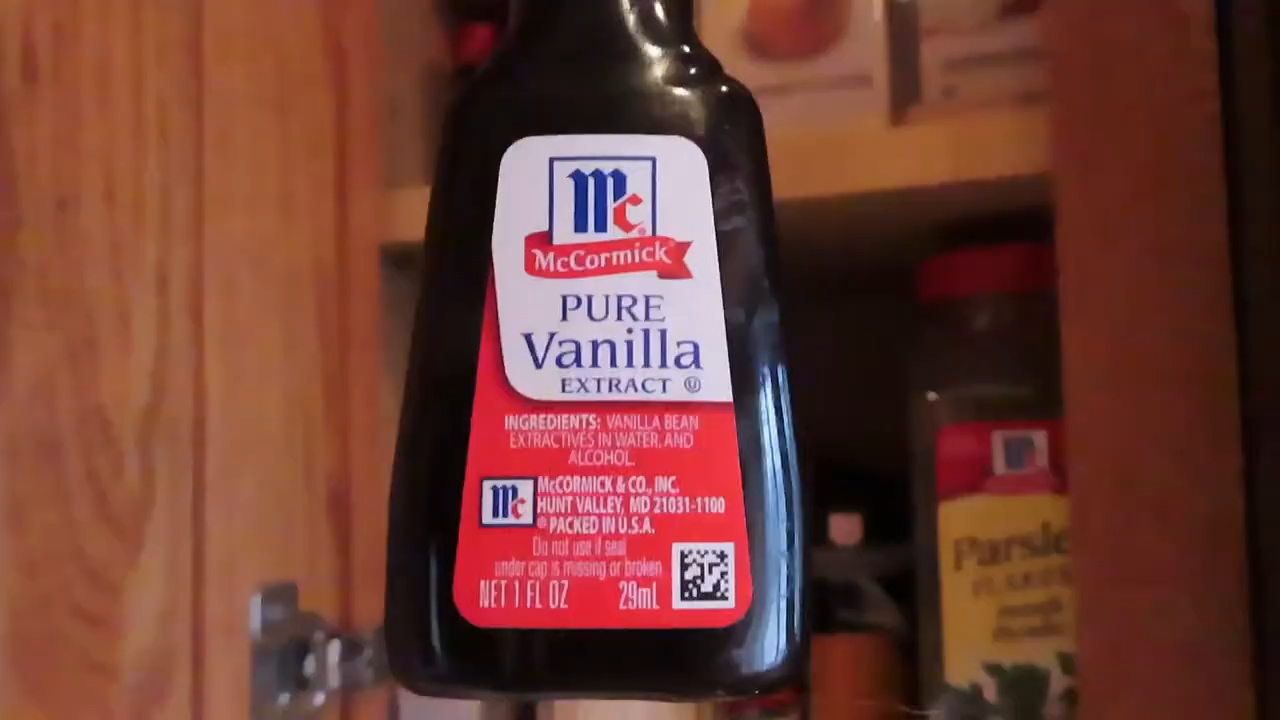 Mc
McCormick
PURE
Vanilla
EXTRACT
INGREDIENTS: VANILLA BEAN
EXTRACTIVES IN WATER, AND
ALCOHOL.
Mc
McCORMICK & CO., INC.
HUNT VALLEY, MD 21031-1100
PACKED IN U.S.A.
Do not use if seal
under cap is missing or broken
NET 1 FL OZ 29mL
Parsle
FLAKES